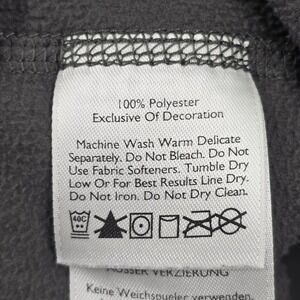 100% Polyester
Exclusive Of Decoration
Machine Wash Warm Delicate
Separately. Do Not Bleach. Do Not
Use Fabric Softeners. Tumble Dry
Low Or For Best Results Line Dry.
Do Not Iron. Do Not Dry Clean.
40C
AUSSER VERZIERUNG
Keine Weichspueler verwenden.